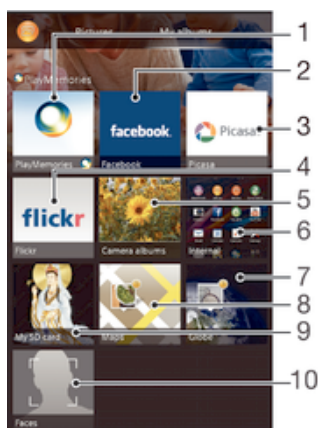 Pictures My albums
PlayMemories
facebook.
Picasa
PlayMemories Facebook Picasa
flickr
Flickr Camera albums Internal
My SD card Maps Globe
Faces
1
2
3
4
5
6
7
8
9
10